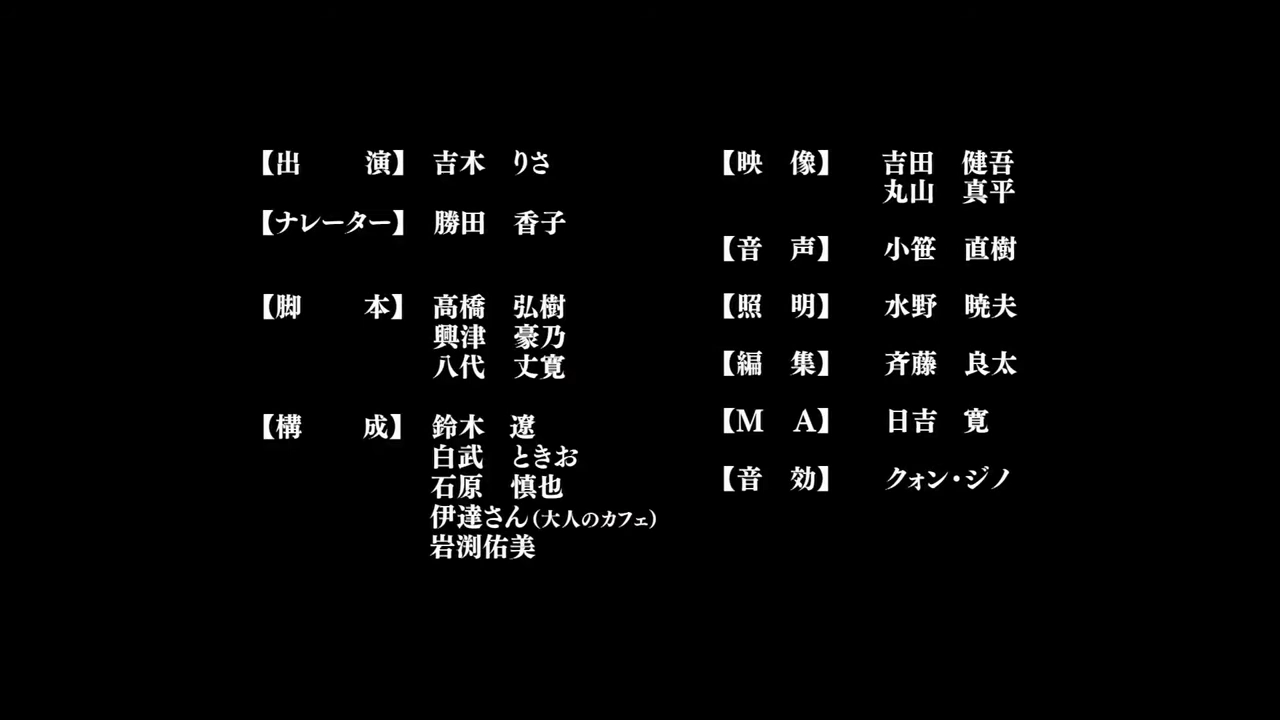 【出　演】 吉木　りさ
【ナレーター】 勝田　香子
【脚　本】 高橋　弘樹
興津　豪乃
八代　丈寛
【構　成】 鈴木　遼
白武　ときお
石原　慎也
伊達さん（大人のカフェ）
岩渕佑美
【映　像】 吉田　健吾
丸山　真平
【音　声】 小笹　直樹
【照　明】 水野　暁夫
【編　集】 斉藤　良太
【M　A】 日吉　寛
【音　効】 クォン・ジノ